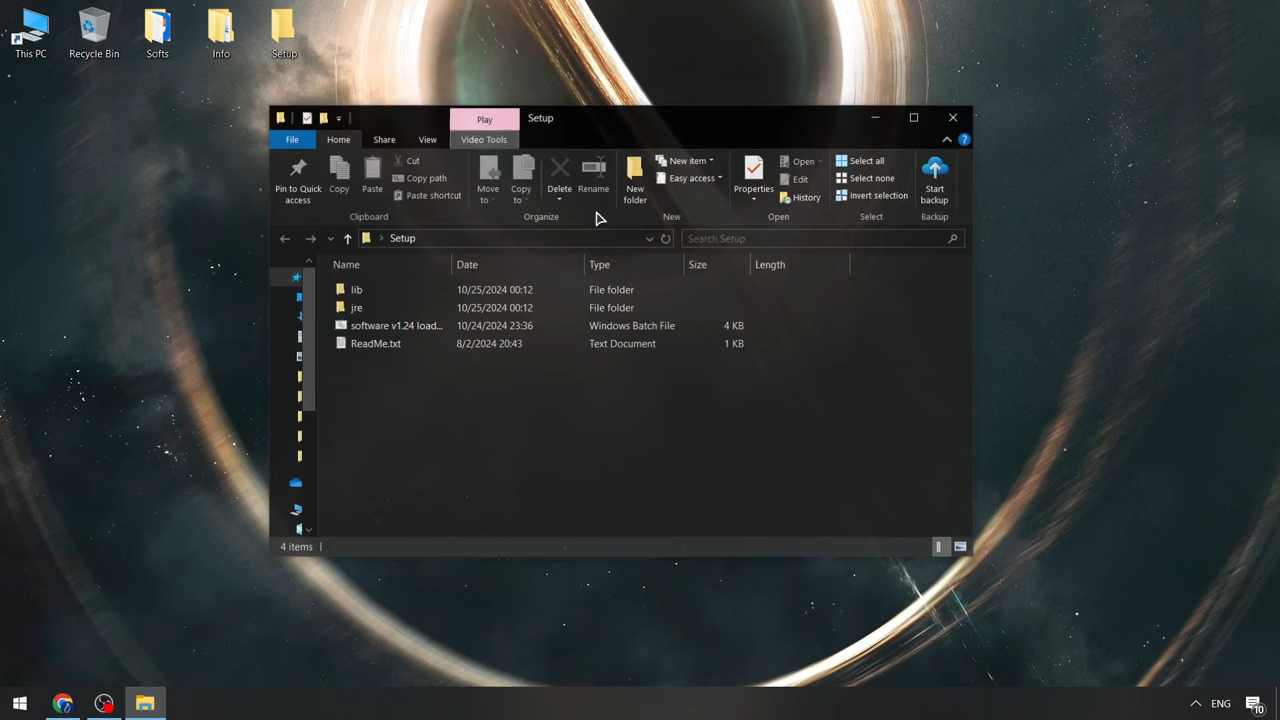 This PC
Recycle Bin
Softs
Info
Setup
Play
Setup
File
Home
Share
View
Video Tools
Pin to Quick access
Copy
Paste
Cut
Copy path
Paste shortcut
Move to
Copy to
Delete
Rename
New folder
New item
Easy access
Properties
Open
Edit
History
Select all
Select none
Invert selection
Start backup
Clipboard
Organize
New
Open
Select
Backup
Setup
Search Setup
Name
Date
Type
Size
Length
lib
10/25/2024 00:12
File folder
jre
10/25/2024 00:12
File folder
software v1.24 load...
10/24/2024 23:36
Windows Batch File
4 KB
ReadMe.txt
8/2/2024 20:43
Text Document
1 KB
4 items
ENG
10